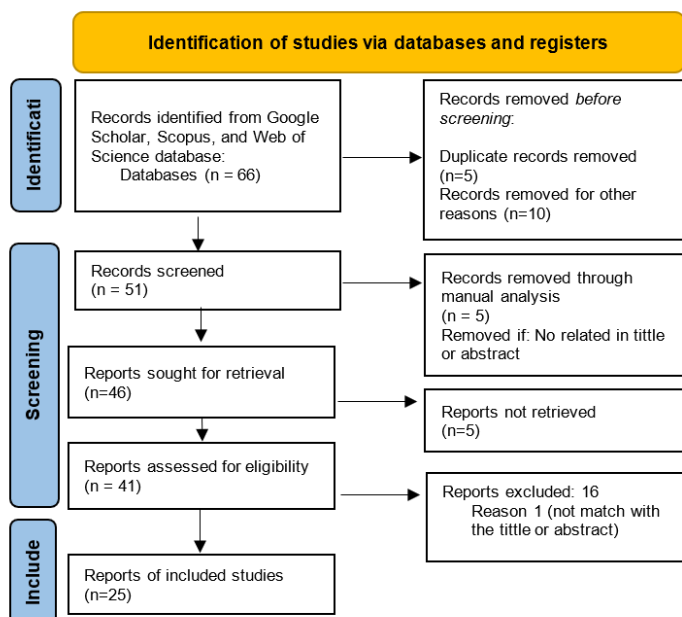 Identification of studies via databases and registers
Identificati
Records identified from Google
Scholar, Scopus, and Web of
Science database:
Databases (n = 66)
Records removed before
screening:
Duplicate records removed
(n=5)
Records removed for other
reasons (n=10)
Screening
Records screened
(n = 51)
Records removed through
manual analysis
(n = 5)
Removed if: No related in tittle
or abstract
Reports sought for retrieval
(n=46)
Reports not retrieved
(n=5)
Reports assessed for eligibility
(n = 41)
Reports excluded: 16
Reason 1 (not match with
the tittle or abstract)
Include
Reports of included studies
(n=25)